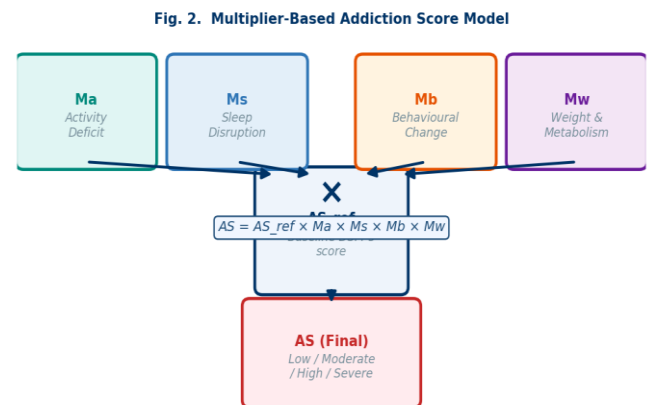 Fig. 2.  Multiplier-Based Addiction Score Model
Ma
Activity
Deficit
Ms
Sleep
Disruption
Mb
Behavioural
Change
Mw
Weight &
Metabolism
×
AS_ref
AS = AS_ref × Ma × Ms × Mb × Mw
score
AS (Final)
Low / Moderate
/ High / Severe